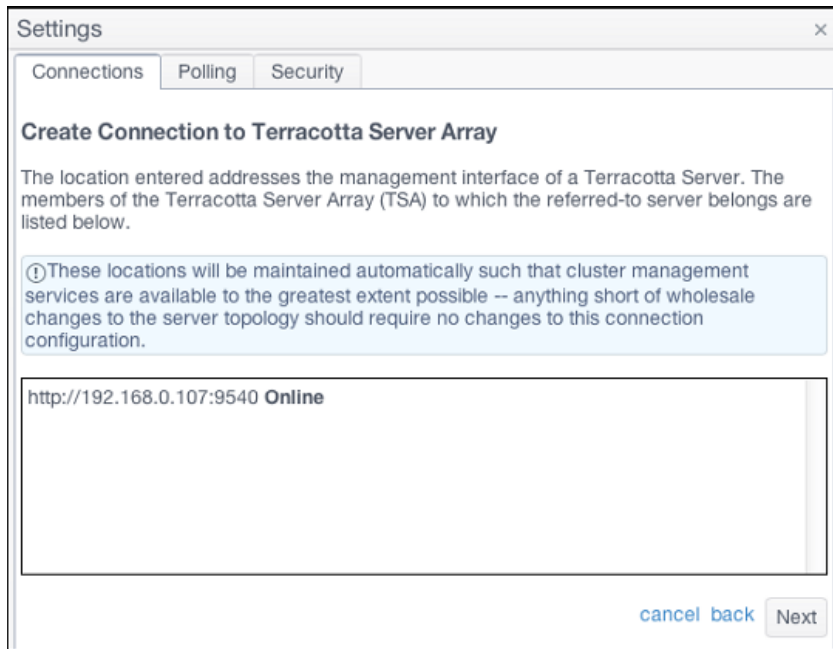 Settings ×
Connections Polling Security
Create Connection to Terracotta Server Array
The location entered addresses the management interface of a Terracotta Server. The
members of the Terracotta Server Array (TSA) to which the referred-to server belongs are
listed below.
These locations will be maintained automatically such that cluster management
services are available to the greatest extent possible -- anything short of wholesale
changes to the server topology should require no changes to this connection
configuration.
http://192.168.0.107:9540 Online
cancel back Next